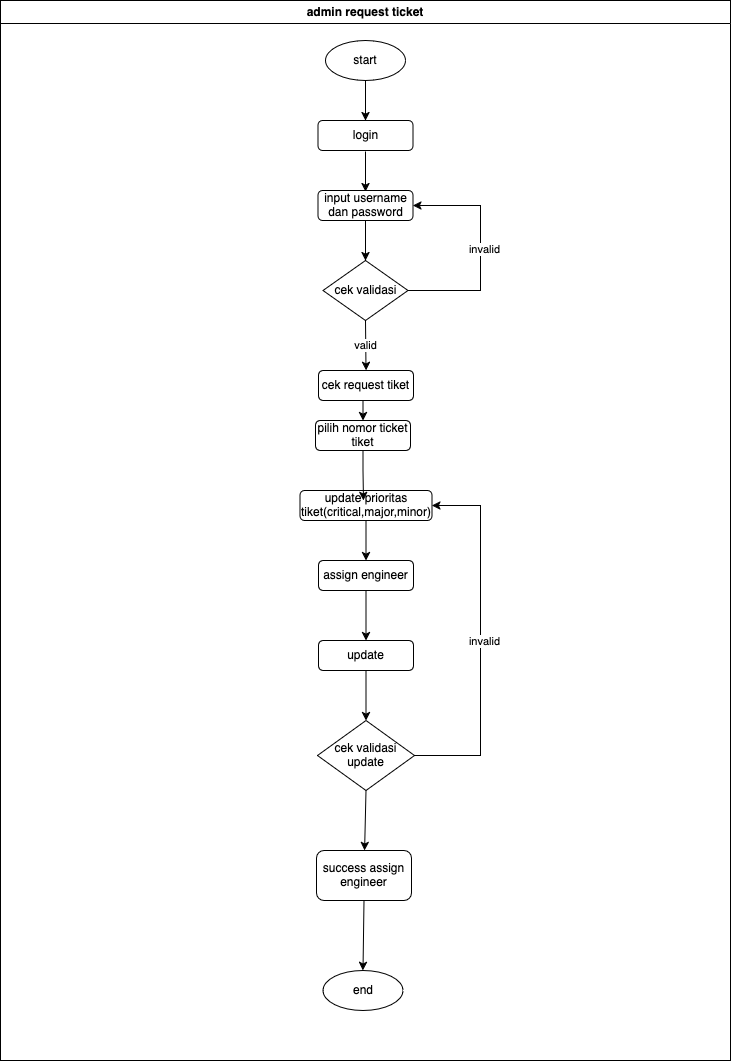 admin request ticket
start
login
input username
dan password
invalid
cek validasi
valid
cek request tiket
pilih nomor ticket
tiket
update prioritas
tiket(critical,major,minor)
assign engineer
invalid
update
cek validasi
update
success assign
engineer
end